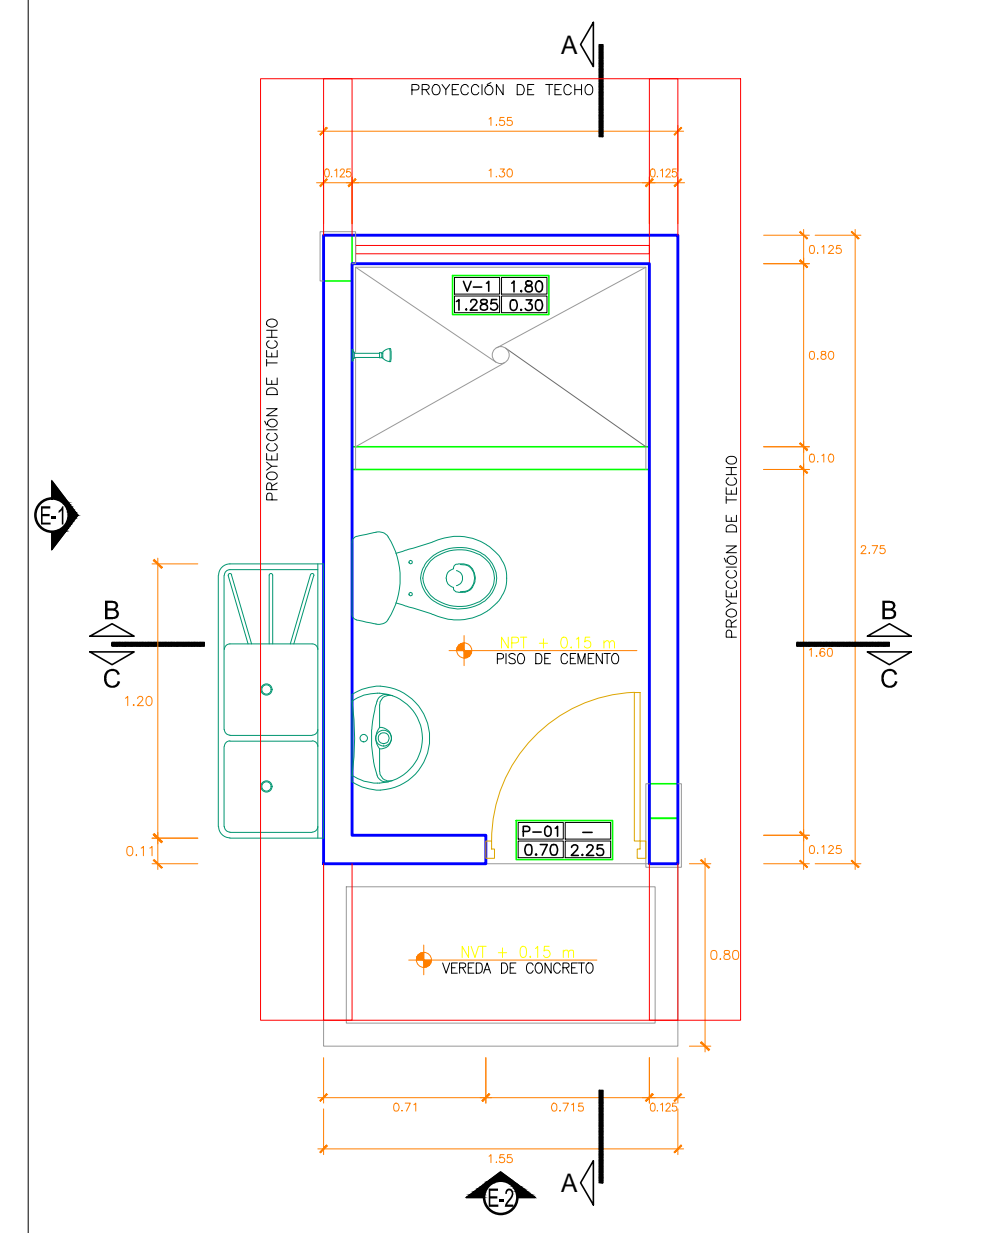 A
PROYECCIÓN DE TECHO
1.55
0.125
1.30
0.125
0.125
V-1 1.80
1.285 0.30
PROYECCIÓN DE TECHO
0.80
0.10
PROYECCIÓN DE TECHO
E-1
2.75
B
B
NPT + 0.15 m
PISO DE CEMENTO
1.60
C
C
1.20
P-01 -
0.70 2.25
0.11
0.125
NVT + 0.15 m
VEREDA DE CONCRETO
0.80
0.71
0.715
0.125
1.55
A
E-2